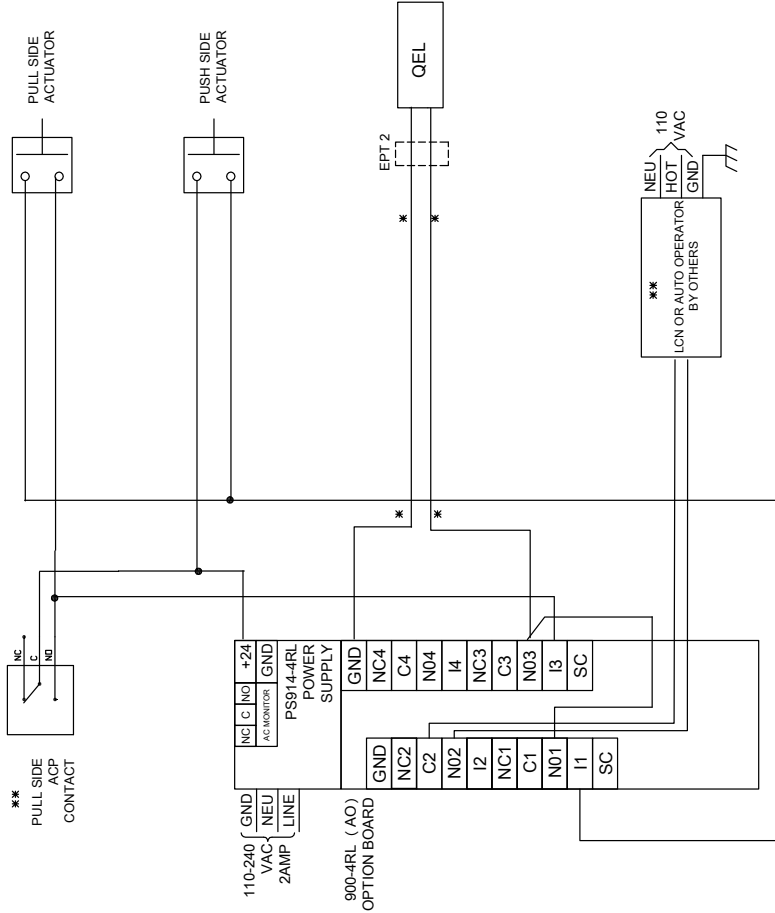 PULL SIDE
ACTUATOR
PUSH SIDE
ACTUATOR
EPT 2
QEL
*
*
*
*
NEU
HOT
GND
110
VAC
**
LCN OR AUTO OPERATOR
BY OTHERS
**
PULL SIDE
ACP
CONTACT
NC
C
NO
NC C NO +24
AC MONITOR GND
PS914-4RL
POWER
SUPPLY
110-240
VAC
2AMP
GND
NEU
LINE
900-4RL ( AO)
OPTION BOARD
GND
NC4
C4
N04
I4
NC3
C3
N03
I3
SC
GND
NC2
C2
N02
I2
NC1
C1
N01
I1
SC